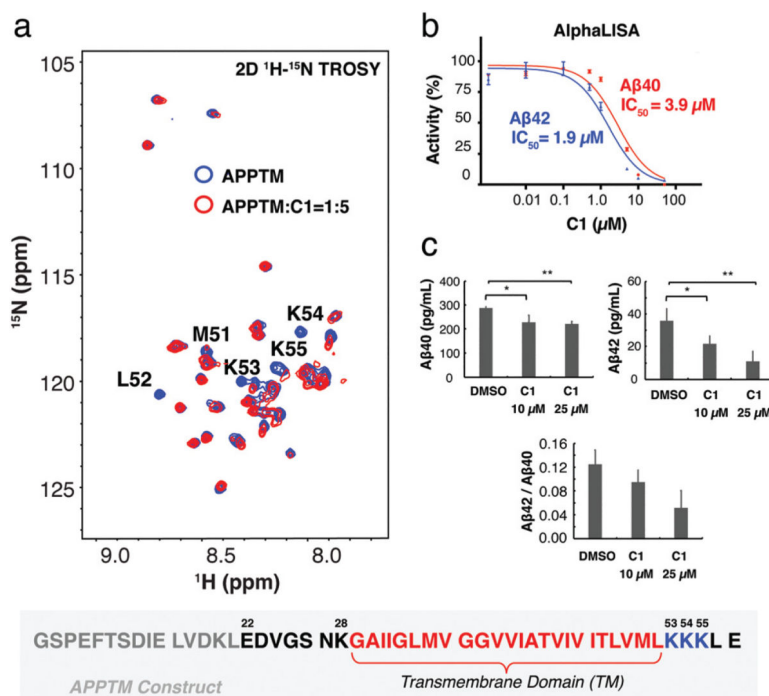 a
2D ¹H-¹⁵N TROSY
105
110
115
120
125
¹⁵N (ppm)
APPTM
APPTM:C1=1:5
K54
M51
K55
K53
L52
9.0 8.5 8.0
¹H (ppm)
b
AlphaLISA
100
75
50
25
0
Activity (%)
Aβ40
IC₅₀ = 3.9 µM
Aβ42
IC₅₀ = 1.9 µM
0.01 0.1 1.0 10 100
C1 (µM)
c
Aβ40 (pg/mL)
400
300
200
100
0
**
*
DMSO C1 C1
10 µM 25 µM
Aβ42 (pg/mL)
60
40
20
0
**
*
DMSO C1 C1
10 µM 25 µM
Aβ42 / Aβ40
0.16
0.12
0.08
0.04
0.00
DMSO C1 C1
10 µM 25 µM
22 28 53 54 55
GSPEFTSDIE LVDKLEDVGS NKGAIIGLMV GGVVIATVIV ITLVMLKKKL E
APPTM Construct
Transmembrane Domain (TM)